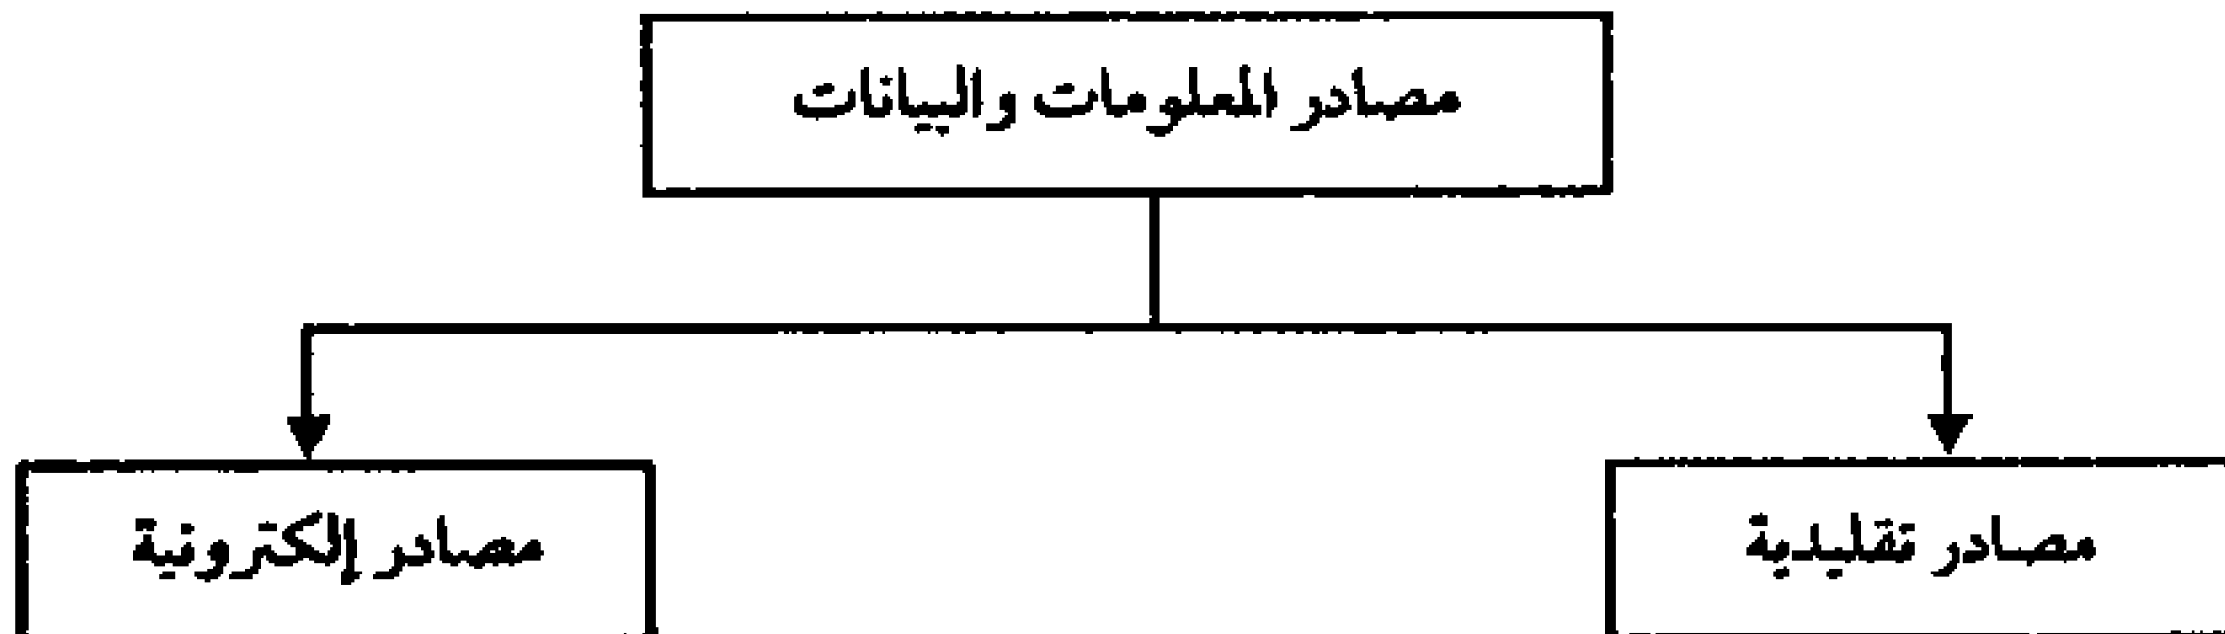 مصادر المعلومات والبيانات
مصادر تقليدية
مصادر إلكترونية